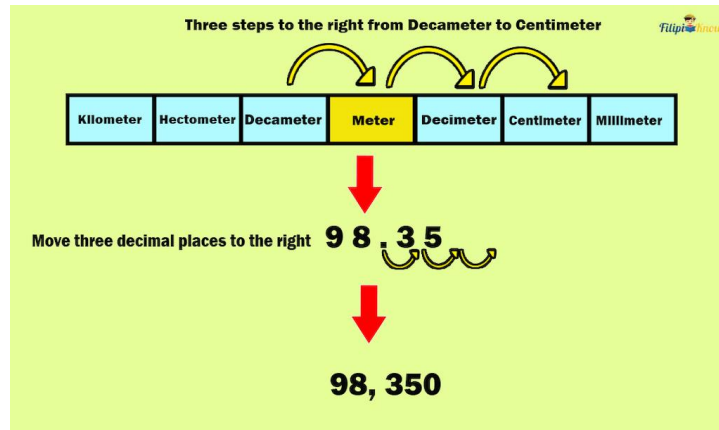 Three steps to the right from Decameter to Centimeter
Filipiknow
Kilometer Hectometer Decameter Meter Decimeter Centimeter Millimeter
Move three decimal places to the right 98.35
98, 350